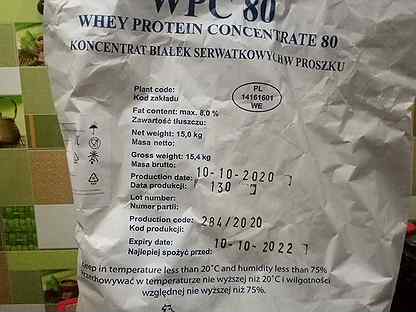 WPC 80
WHEY PROTEIN CONCENTRATE 80
KONCENTRAT BIAŁEK SERWATKOWYCH W PROSZKU
Plant code:
Kod zakładu
PL
14161601
WE
Fat content: max. 8,0 %
Zawartość tłuszczu:
Net weight: 15,0 kg
Masa netto:
Gross weight: 15,4 kg
Masa brutto:
Production date: 10-10-2020
Data produkcji: 130
Lot number:
Numer partii:
Production code: 284/2020
Kod produkcji:
Expiry date: 10-10-2022
Najlepiej spożyć przed:
Keep in temperature less than 20˚C and humidity less than 75%
rzechowywać w temperaturze nie wyższej niż 20˚C i wilgotności
względnej nie wyższej niż 75%.